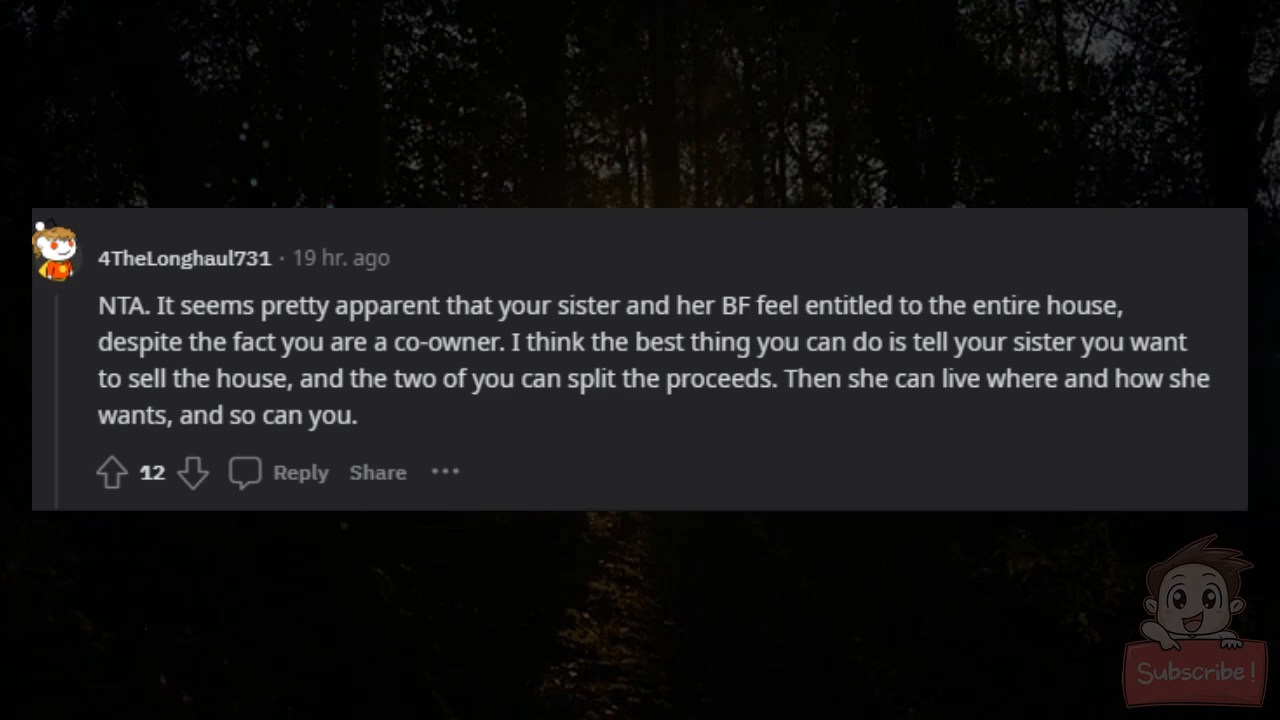 4TheLonghaul731 · 19 hr. ago
NTA. It seems pretty apparent that your sister and her BF feel entitled to the entire house,
despite the fact you are a co-owner. I think the best thing you can do is tell your sister you want
to sell the house, and the two of you can split the proceeds. Then she can live where and how she
wants, and so can you.
12 Reply Share ···
Subscribe!